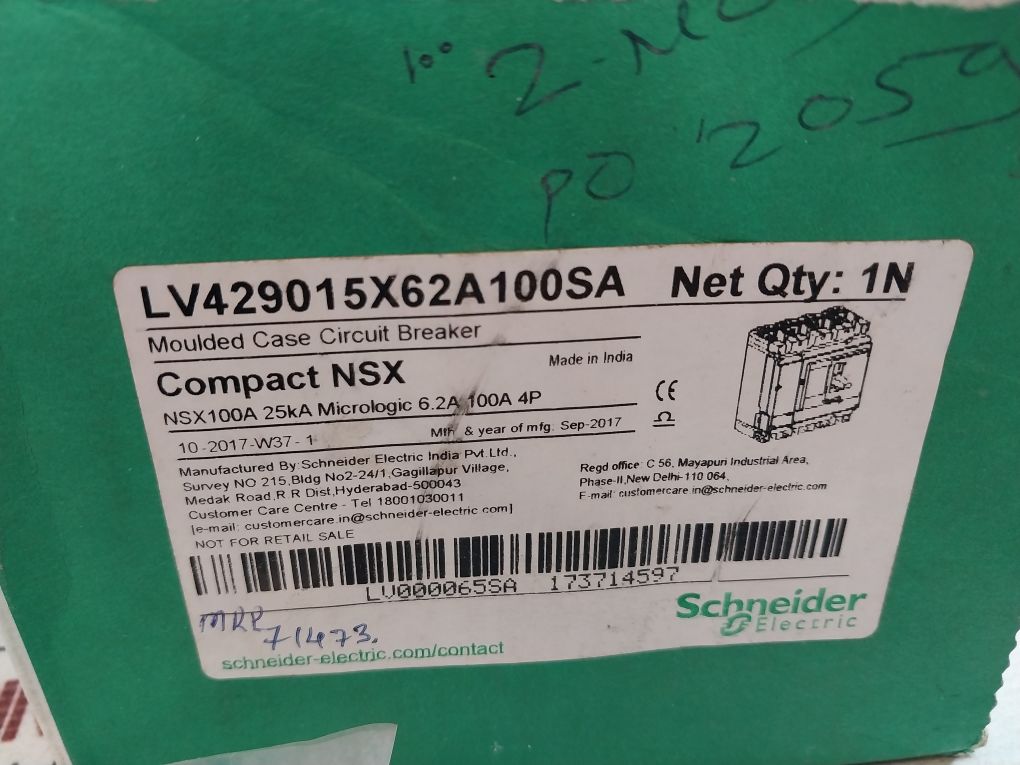 PO 2059
LV429015X62A100SA Net Qty: 1N
Moulded Case Circuit Breaker
Made in India
Compact NSX
NSX100A 25kA Micrologic 6.2A 100A 4P
CE
10-2017-W37-1 Mth & year of mfg: Sep-2017
Manufactured By:Schneider Electric India Pvt.Ltd.,
Survey NO 215,Bldg No2-24/1,Gagillapur Village,
Medak Road,R R Dist,Hyderabad-500043
Customer Care Centre - Tel 18001030011
[e-mail: customercare.in@schneider-electric com]
NOT FOR RETAIL SALE
Regd office: C 56, Mayapuri Industrial Area,
Phase-II,New Delhi-110 064,
E-mail: customercare in@schneider-electric.com
LV000065SA 173714597
MRP
71473.
Schneider
Electric
schneider-electric.com/contact